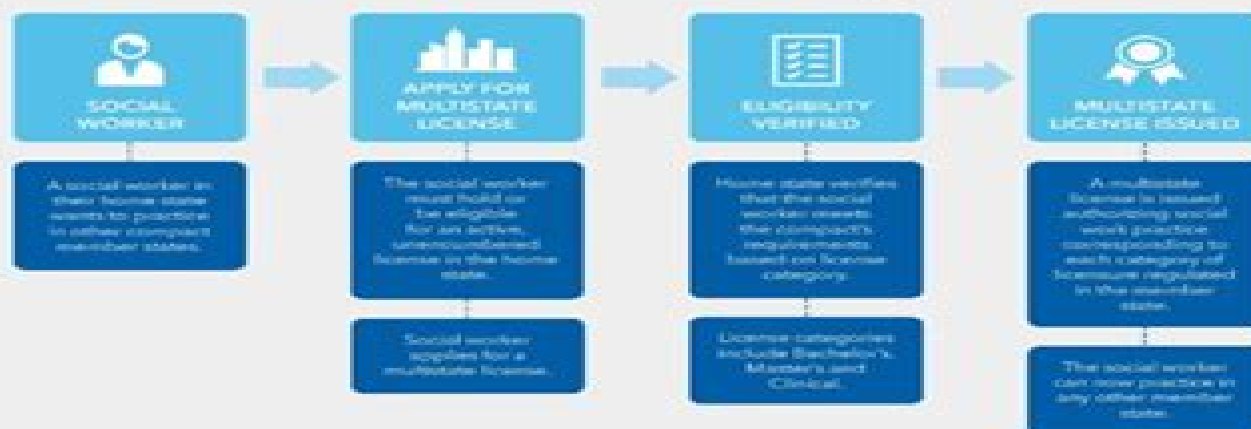 SOCIAL
WORKER
A social worker in
their home state
wants to practice
in other compact
member states.
APPLY FOR
MULTISTATE
LICENSE
The social worker
must hold or
be eligible
for an active,
unencumbered
license in the home
state.
Social worker
applies for a
multistate license.
ELIGIBILITY
VERIFIED
Home state verifies
that the social
worker meets
the compact's
requirements
based on license
category.
License categories
include Bachelor's,
Master's and
Clinical.
MULTISTATE
LICENSE ISSUED
A multistate
license is issued
authorizing social
work practice
corresponding to
each category of
licensure regulated
in the member
state.
The social worker
can now practice in
any other member
state.